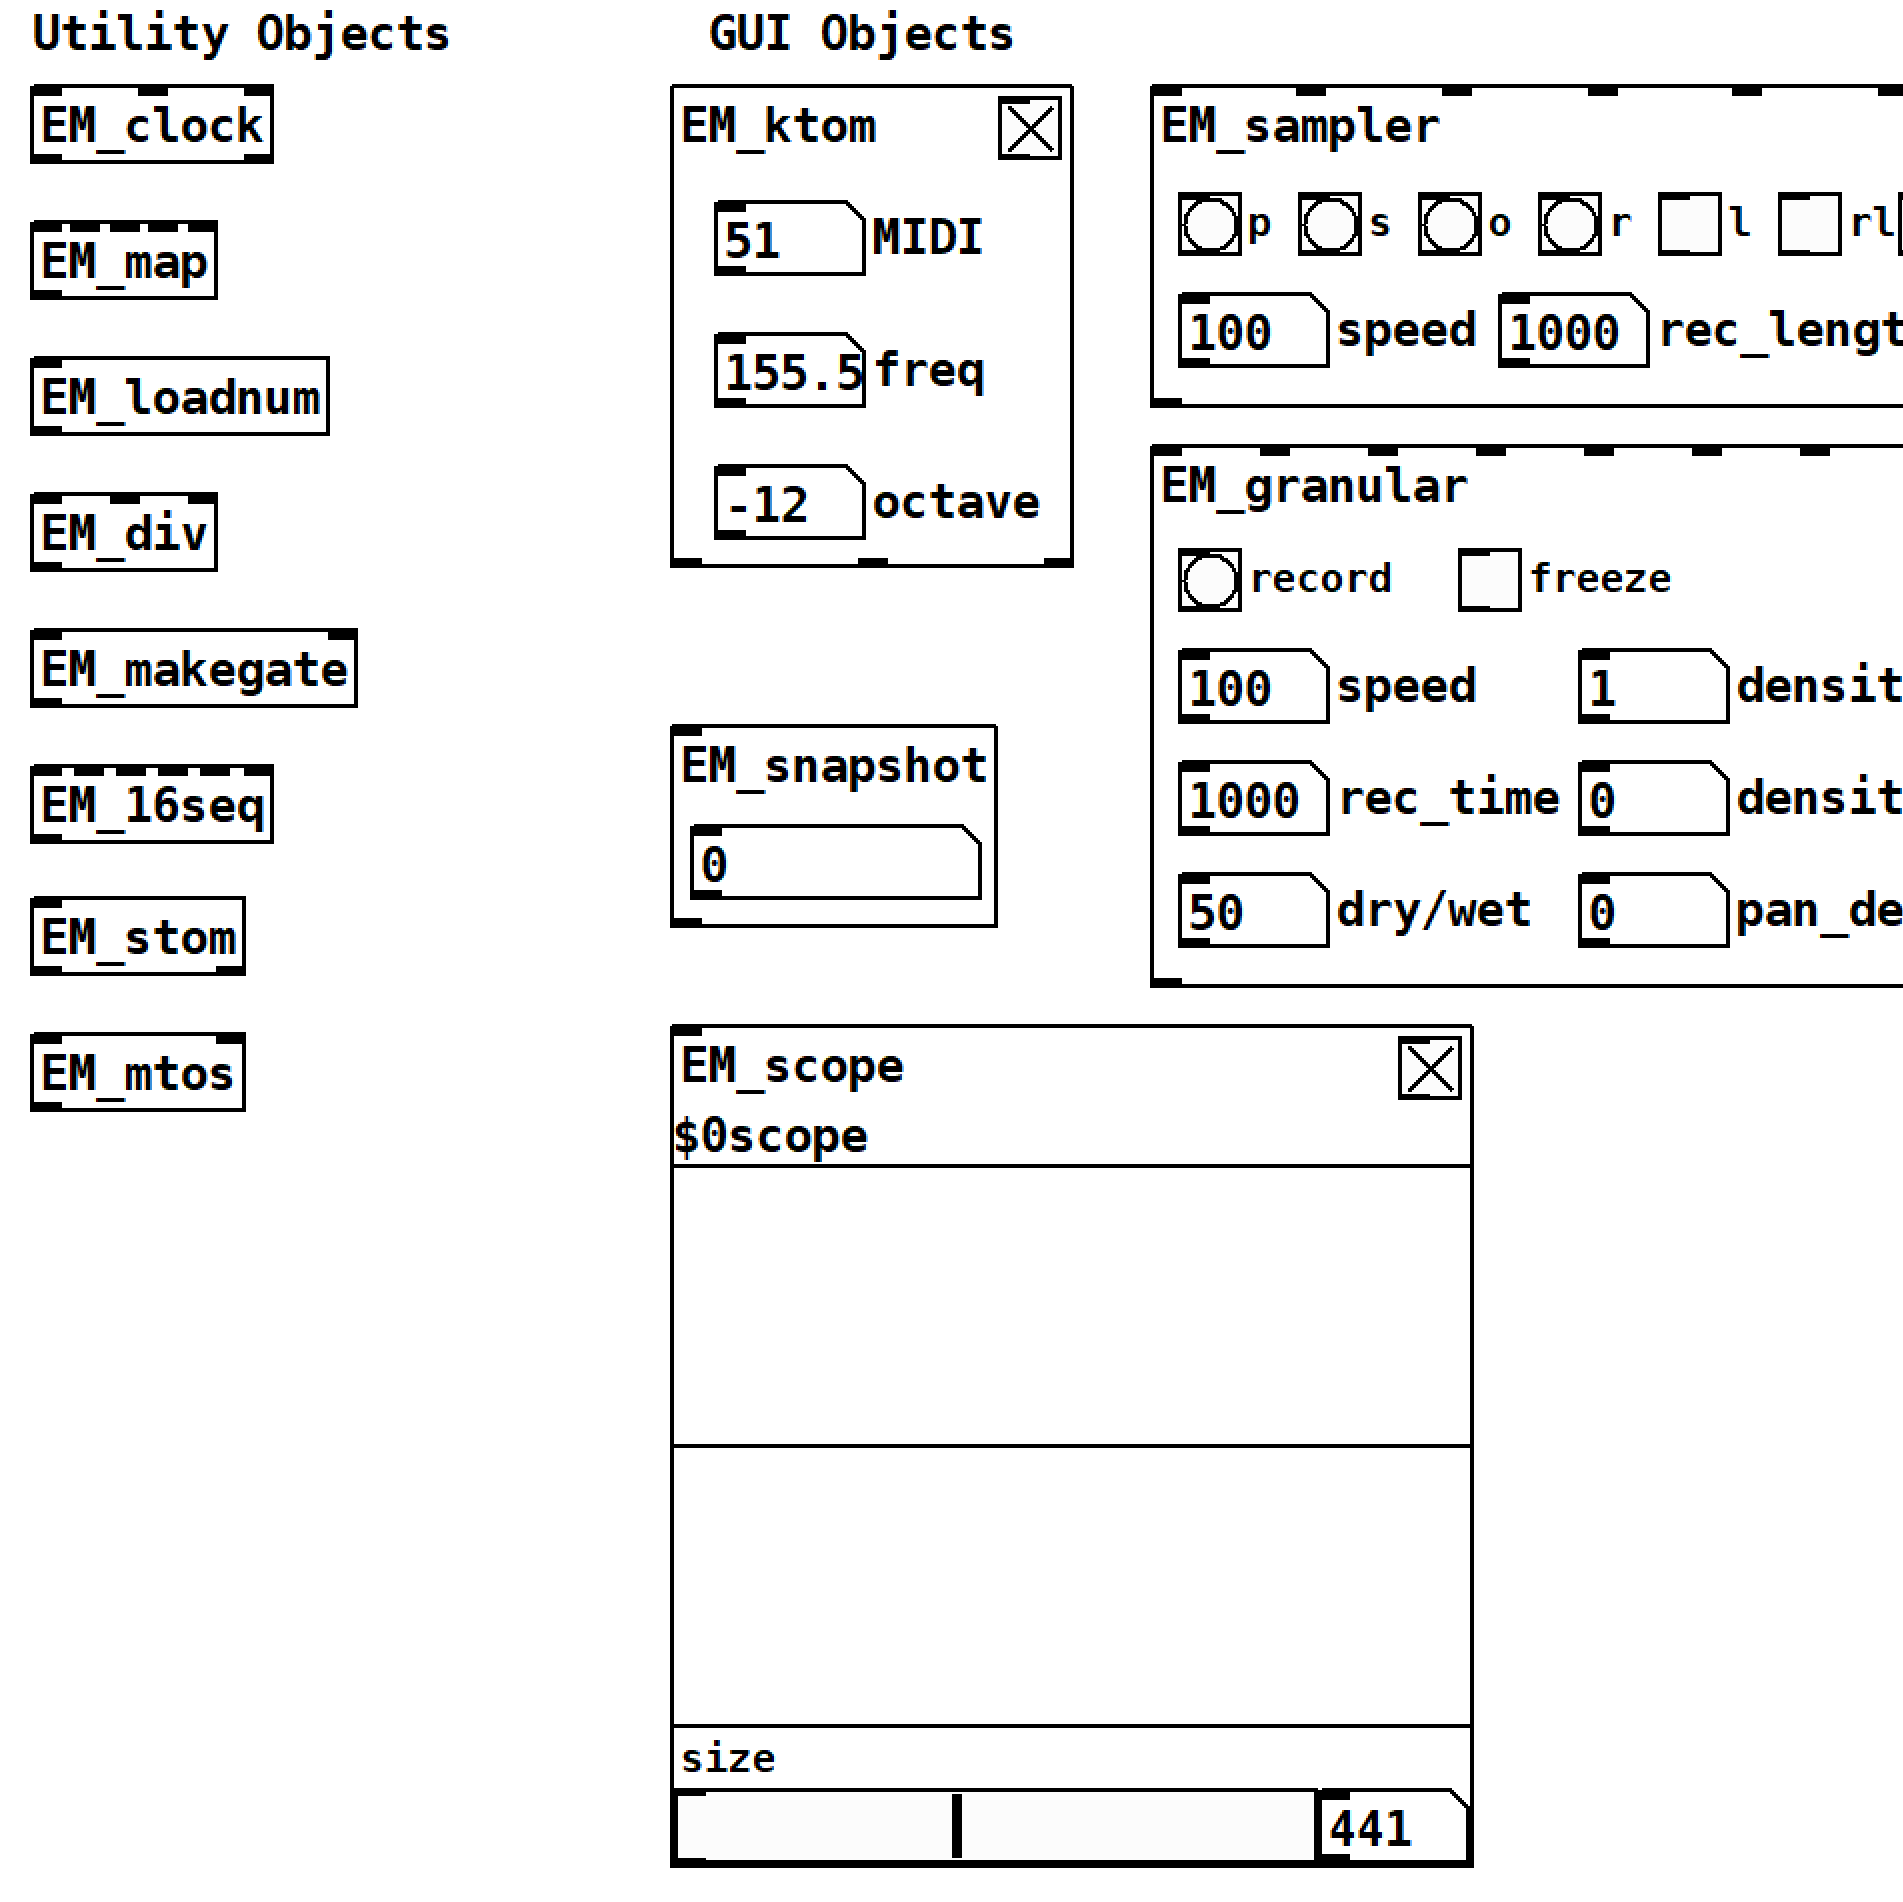 Utility Objects
EM_clock
EM_map
EM_loadnum
EM_div
EM_makegate
EM_16seq
EM_stom
EM_mtos
GUI Objects
EM_ktom
51 MIDI
155.5 freq
-12 octave
EM_snapshot
0
EM_scope
$0scope
size
441
EM_sampler
p s o r l rl
100 speed 1000 rec_lengt
EM_granular
record freeze
100 speed 1 densit
1000 rec_time 0 densit
50 dry/wet 0 pan_de